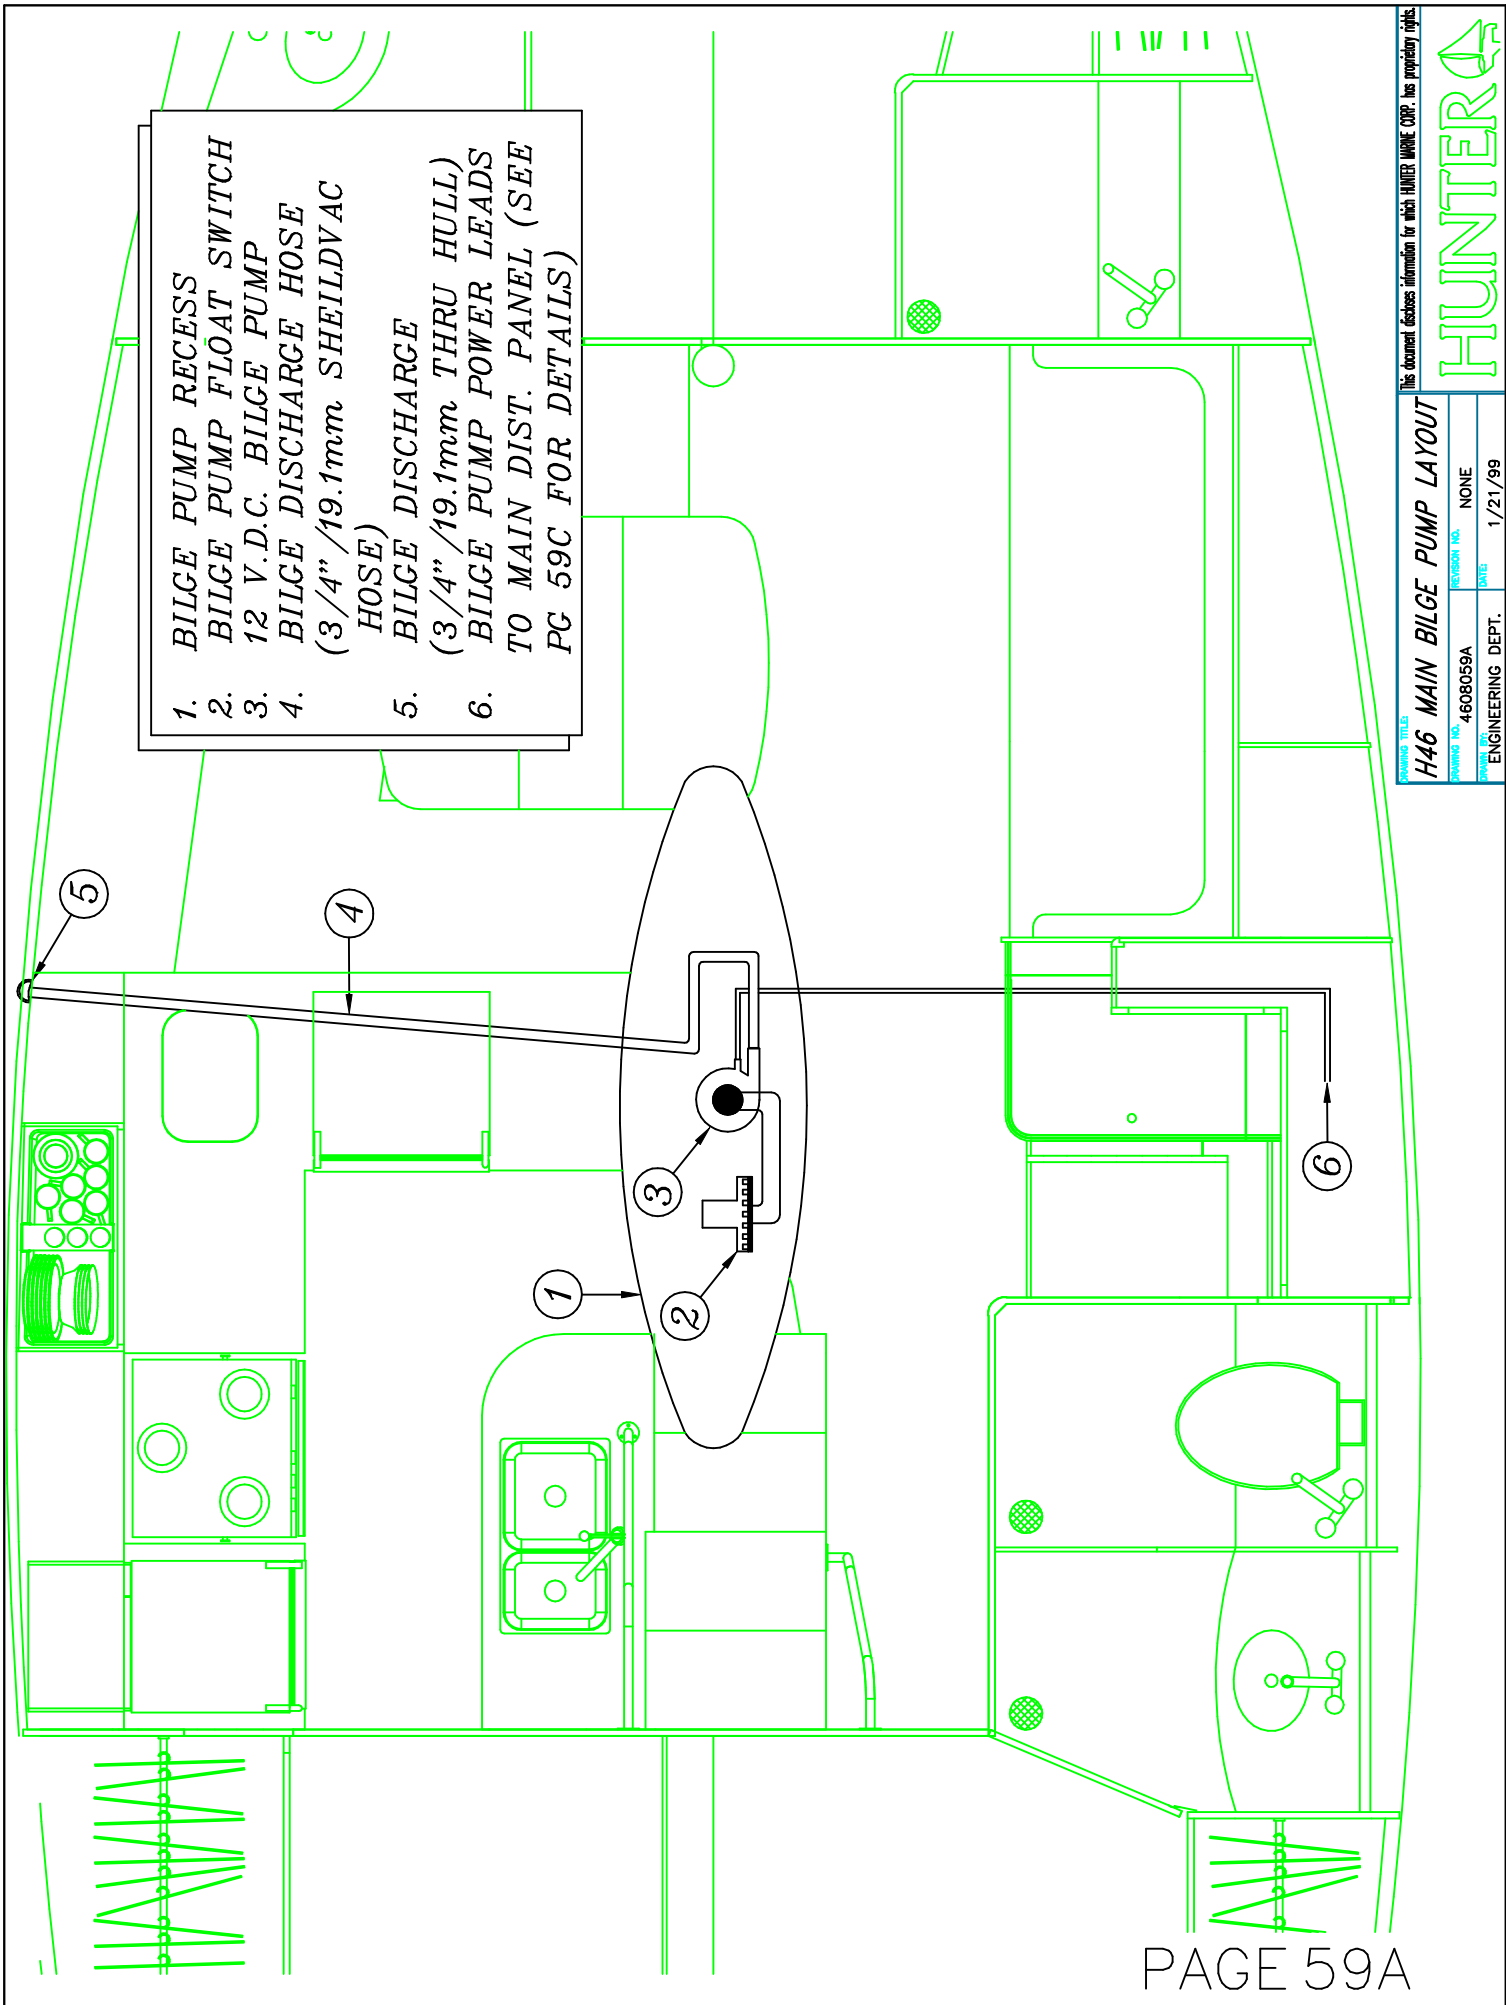 1. BILGE PUMP RECESS
2. BILGE PUMP FLOAT SWITCH
3. 12 V.D.C. BILGE PUMP
4. BILGE DISCHARGE HOSE
(3/4"/19.1mm SHEILDVAC
HOSE)
5. BILGE DISCHARGE
(3/4"/19.1mm THRU HULL)
6. BILGE PUMP POWER LEADS
TO MAIN DIST. PANEL (SEE
PG 59C FOR DETAILS)
5
4
3
1
2
6
This document discloses information for which HUNTER MARINE CORP. has proprietary rights.
HUNTER
DRAWING TITLE:
H46 MAIN BILGE PUMP LAYOUT
DRAWING NO.
4608059A
REVISION NO.
NONE
DRAWN BY:
ENGINEERING DEPT.
DATE:
1/21/99
PAGE 59A